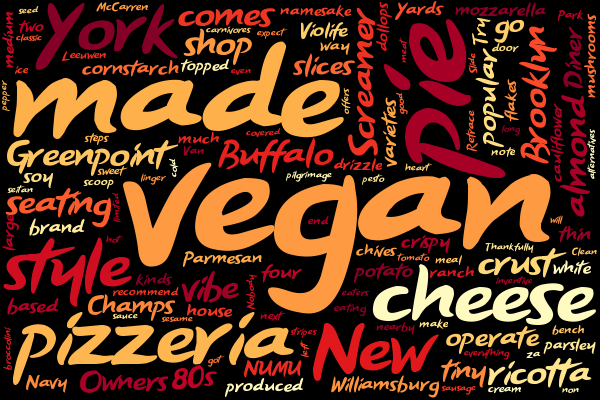 seed
McCarren
York
comes
namesake
Yards
mozzarella
Park
two
classic
medium
Leeuwen
carnivores
expect
Violife
dollops
Try
go
door
mushrooms
ice
cornstarch
shop
topped
even
slices
way
Screamer
meat
pie
Slide
popular
Brooklyn
Diner
pepper
made
offers
varieties
good
Retrace
long
flakes
note
cauliflower
almond
alternatives
steps
much
covered
Greenpoint
sweet
Van
cold
Buffalo
drizzle
heart
soy
scoop
linger
pilgrimage
pesto
seitan
seating
limited
vegan
will
large
brand
end
thin
style
hot
Parmesan
chives
crispy
Thankfully
Clean
kinds
four
tomato
meal
crust
white
potato
ranch
inventive
based
recommend
vibe
Nobody
eaters
cheese
Champs
house
eating
nearby
sauce
sesame
next
stripes
make
bench
broccolini
pizzeria
got
left
New
operate
za
parsley
everything
NUMU
tiny
ricotta
Navy
Owners
80s
produced
Williamsburg
sausage
cream
non